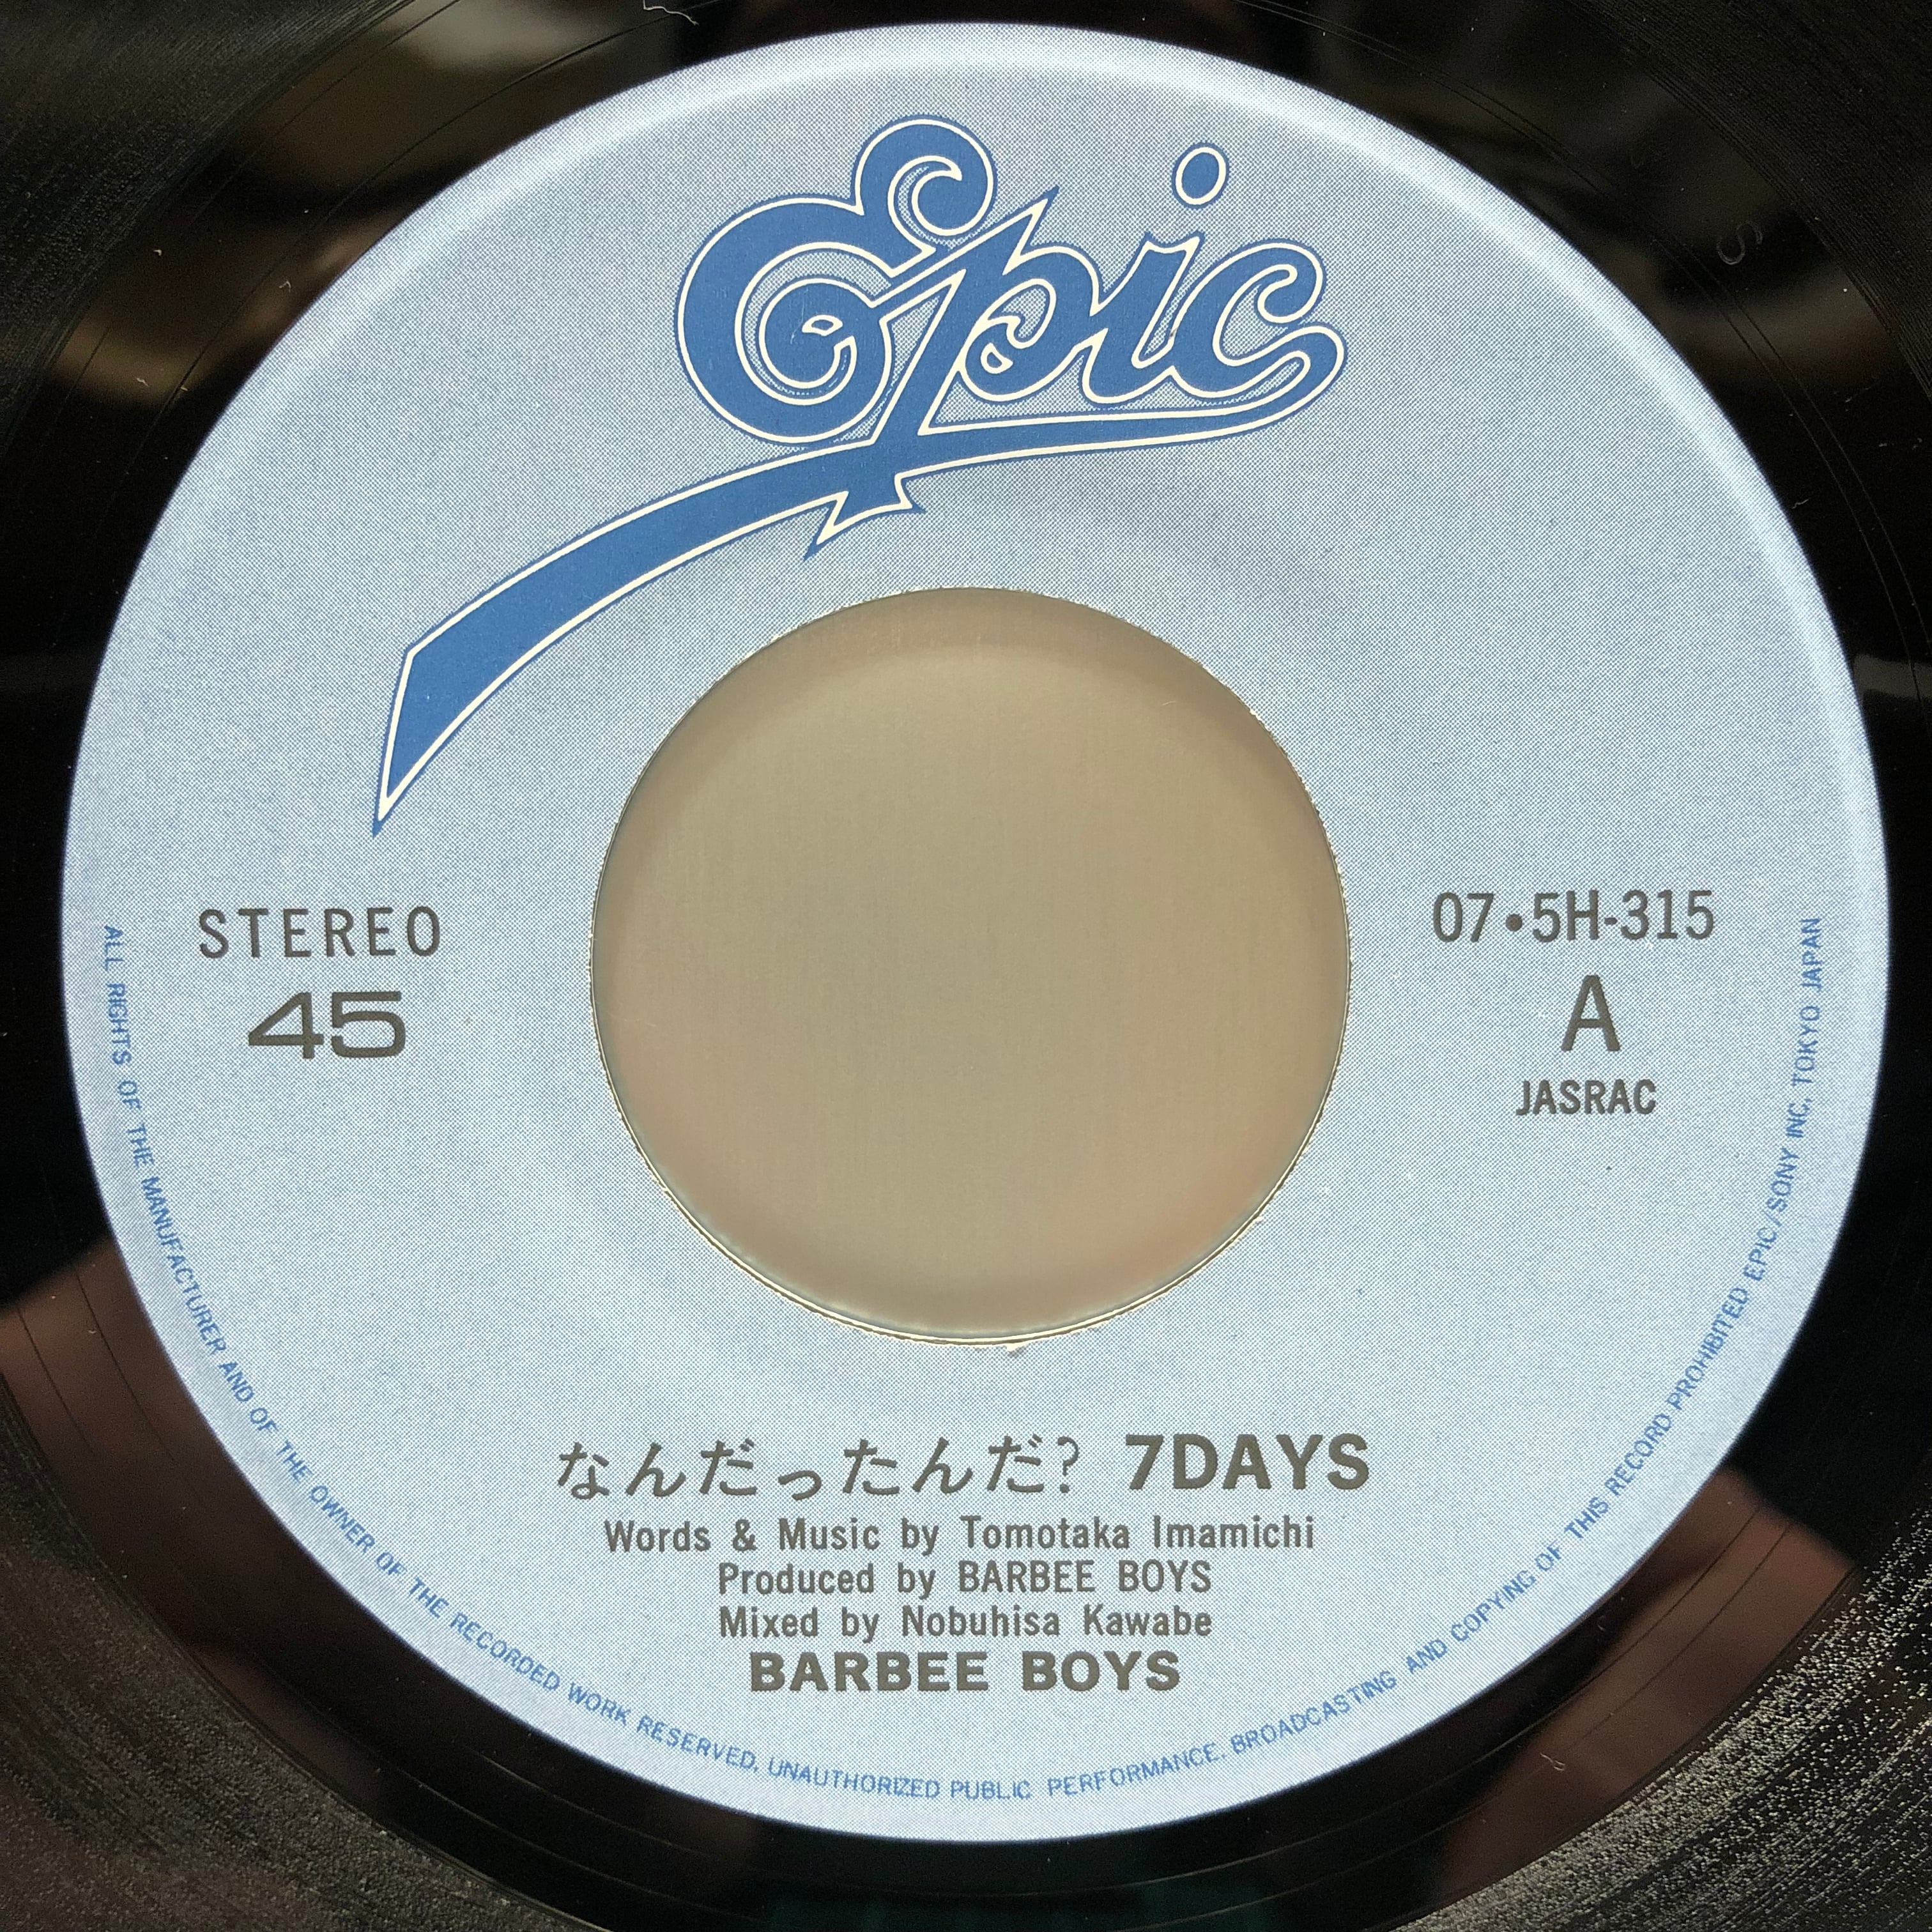 Epic
STEREO
45
07•5H-315
A
JASRAC
なんだったんだ? 7DAYS
Words & Music by Tomotaka Imamichi
Produced by BARBEE BOYS
Mixed by Nobuhisa Kawabe
BARBEE BOYS
ALL RIGHTS OF THE MANUFACTURER AND OF THE OWNER OF THE RECORDED WORK RESERVED, UNAUTHORIZED PUBLIC PERFORMANCE, BROADCASTING AND COPYING OF THIS RECORD PROHIBITED EPIC/SONY INC, TOKYO JAPAN